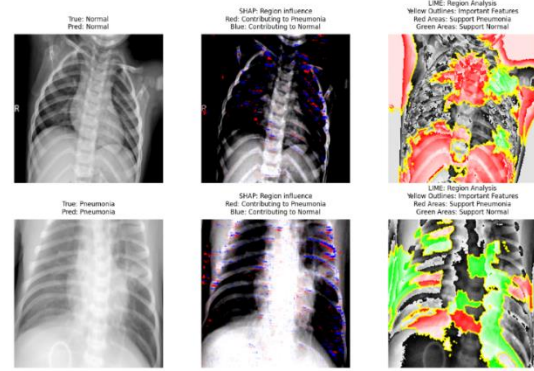 True: Normal
Pred: Normal
SHAP: Region influence
Red: Contributing to Pneumonia
Blue: Contributing to Normal
LIME: Region Analysis
Yellow Outlines: Important Features
Red Areas: Support Pneumonia
Green Areas: Support Normal
R
True: Pneumonia
Pred: Pneumonia
SHAP: Region influence
Red: Contributing to Pneumonia
Blue: Contributing to Normal
LIME: Region Analysis
Yellow Outlines: Important Features
Red Areas: Support Pneumonia
Green Areas: Support Normal